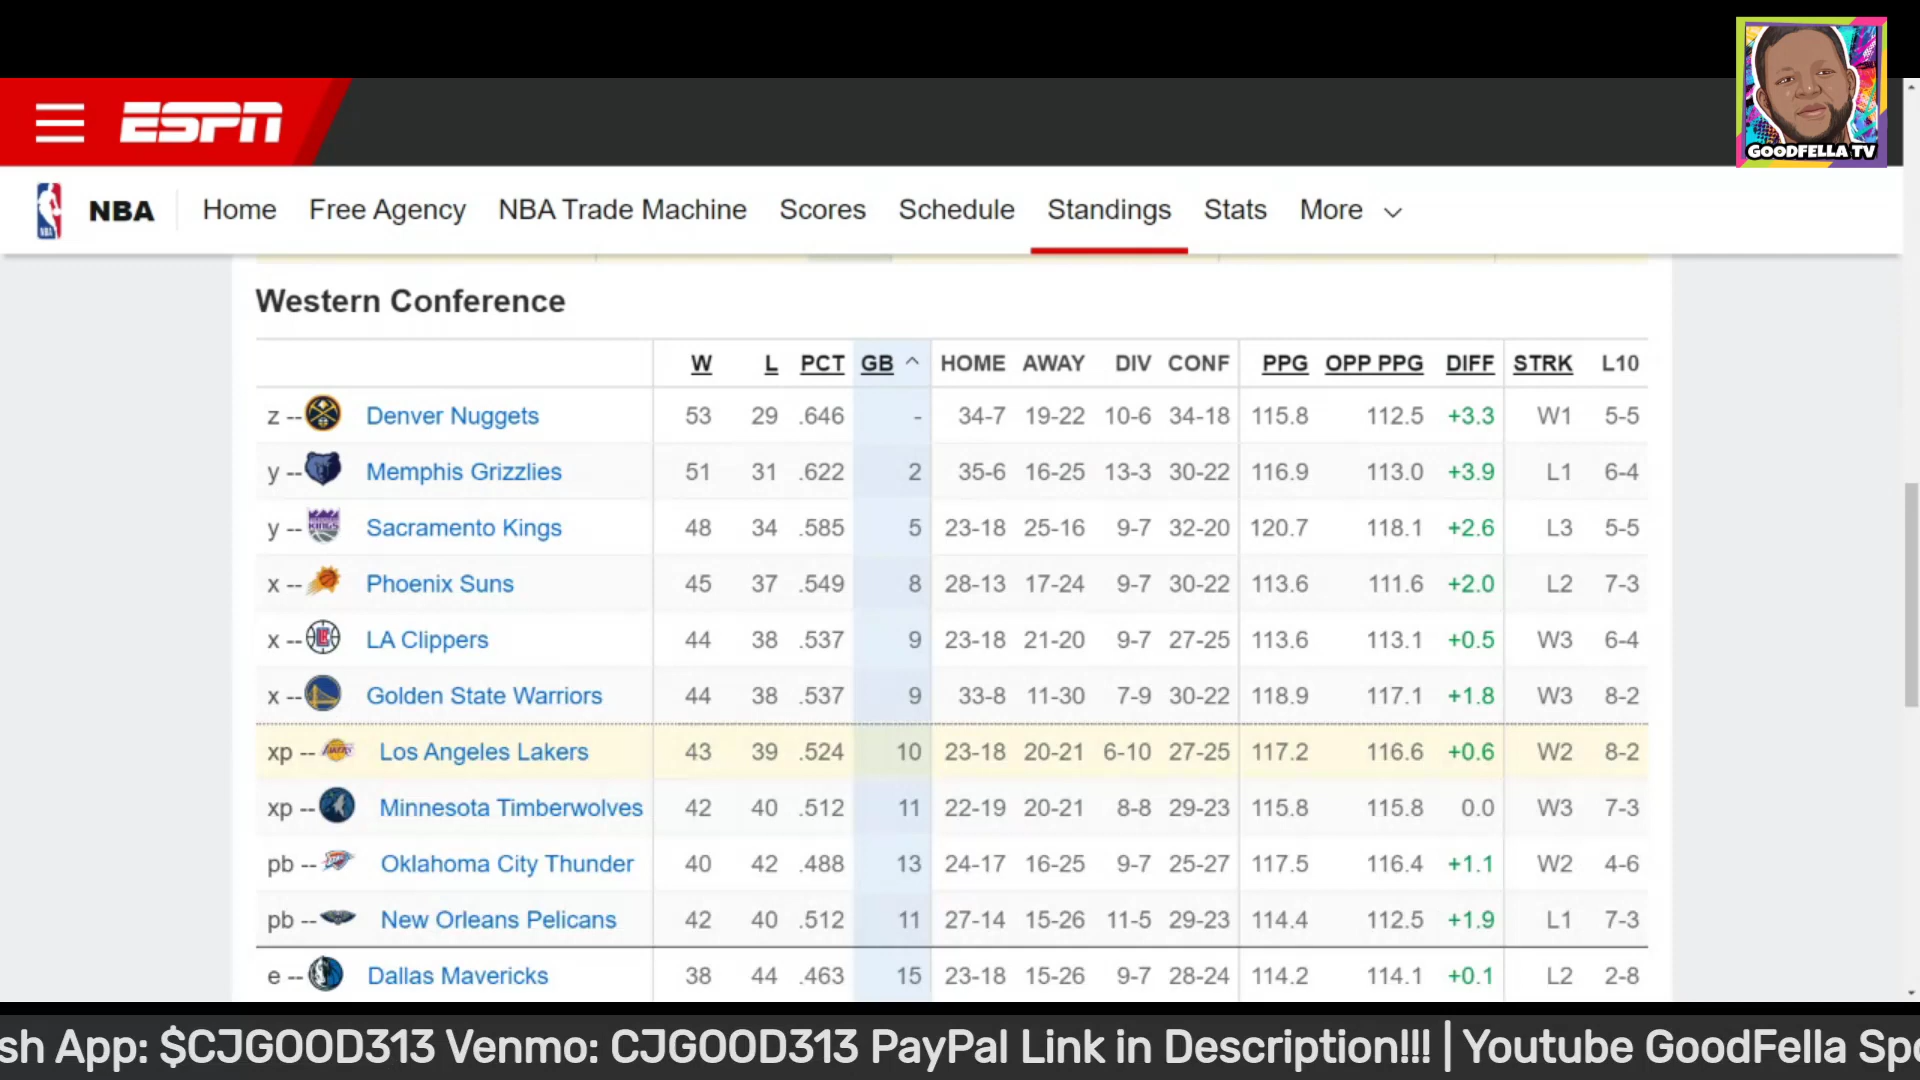 GOODFELLA TV
ESPN
NBA Home Free Agency NBA Trade Machine Scores Schedule Standings Stats More
Western Conference
W L PCT GB HOME AWAY DIV CONF PPG OPP PPG DIFF STRK L10
z -- Denver Nuggets 53 29 .646 - 34-7 19-22 10-6 34-18 115.8 112.5 +3.3 W1 5-5
y -- Memphis Grizzlies 51 31 .622 2 35-6 16-25 13-3 30-22 116.9 113.0 +3.9 L1 6-4
y -- Sacramento Kings 48 34 .585 5 23-18 25-16 9-7 32-20 120.7 118.1 +2.6 L3 5-5
x -- Phoenix Suns 45 37 .549 8 28-13 17-24 9-7 30-22 113.6 111.6 +2.0 L2 7-3
x -- LA Clippers 44 38 .537 9 23-18 21-20 9-7 27-25 113.6 113.1 +0.5 W3 6-4
x -- Golden State Warriors 44 38 .537 9 33-8 11-30 7-9 30-22 118.9 117.1 +1.8 W3 8-2
xp -- Los Angeles Lakers 43 39 .524 10 23-18 20-21 6-10 27-25 117.2 116.6 +0.6 W2 8-2
xp -- Minnesota Timberwolves 42 40 .512 11 22-19 20-21 8-8 29-23 115.8 115.8 0.0 W3 7-3
pb -- Oklahoma City Thunder 40 42 .488 13 24-17 16-25 9-7 25-27 117.5 116.4 +1.1 W2 4-6
pb -- New Orleans Pelicans 42 40 .512 11 27-14 15-26 11-5 29-23 114.4 112.5 +1.9 L1 7-3
e -- Dallas Mavericks 38 44 .463 15 23-18 15-26 9-7 28-24 114.2 114.1 +0.1 L2 2-8
sh App: $CJGOOD313 Venmo: CJGOOD313 PayPal Link in Description!!! | Youtube GoodFella Spo